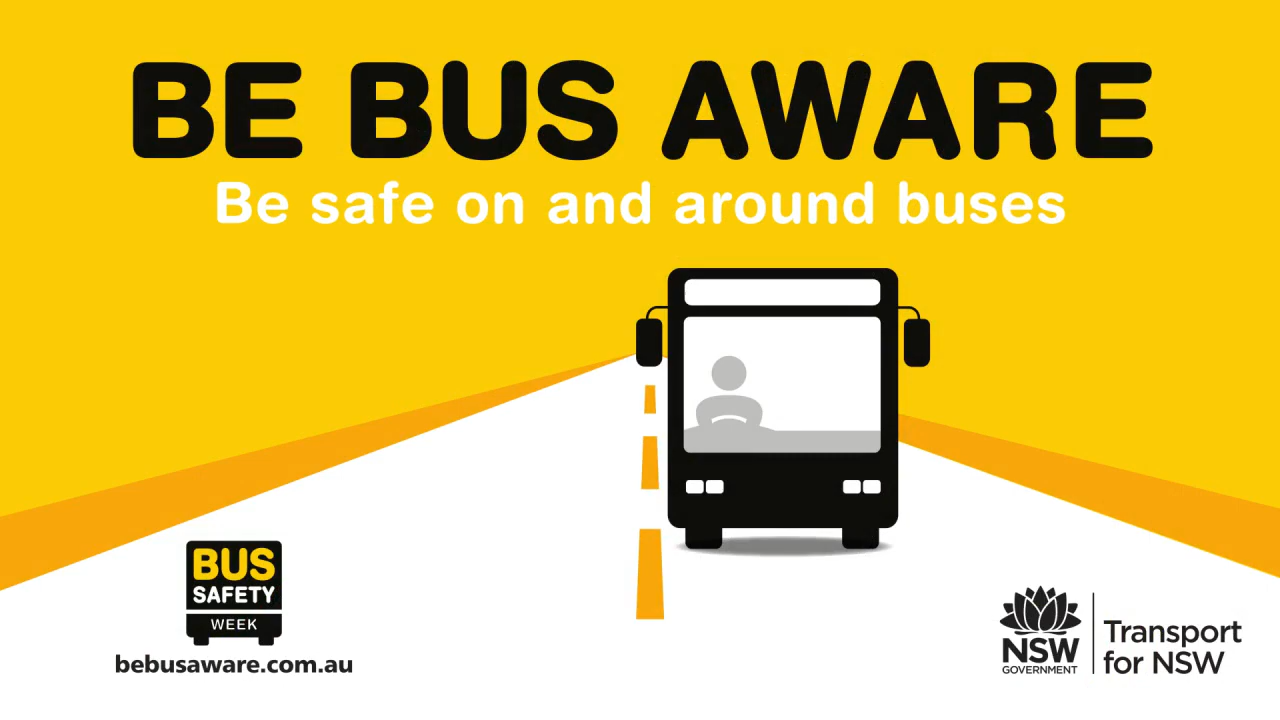 BE BUS AWARE
Be safe on and around buses
BUS
SAFETY
WEEK
bebusaware.com.au
NSW
GOVERNMENT
Transport
for NSW